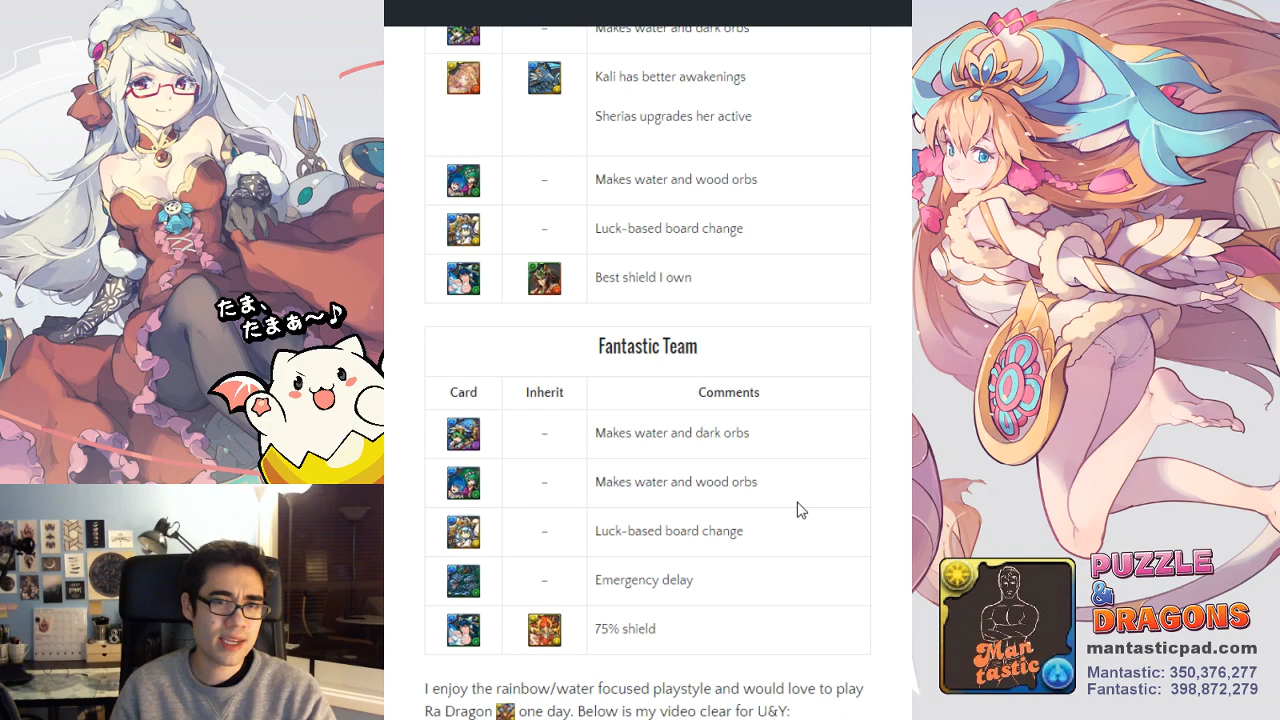 たま、
たまぁ～♪
Makes water and dark orbs
– Kali has better awakenings
Sherias upgrades her active
– Makes water and wood orbs
– Luck-based board change
Best shield I own
Fantastic Team
Card Inherit Comments
– Makes water and dark orbs
– Makes water and wood orbs
– Luck-based board change
– Emergency delay
75% shield
I enjoy the rainbow/water focused playstyle and would love to play
Ra Dragon one day. Below is my video clear for U&Y:
Man
tastic
PUZZLE
&
DRAGONS
mantasticpad.com
Mantastic: 350,376,277
Fantastic: 398,872,279